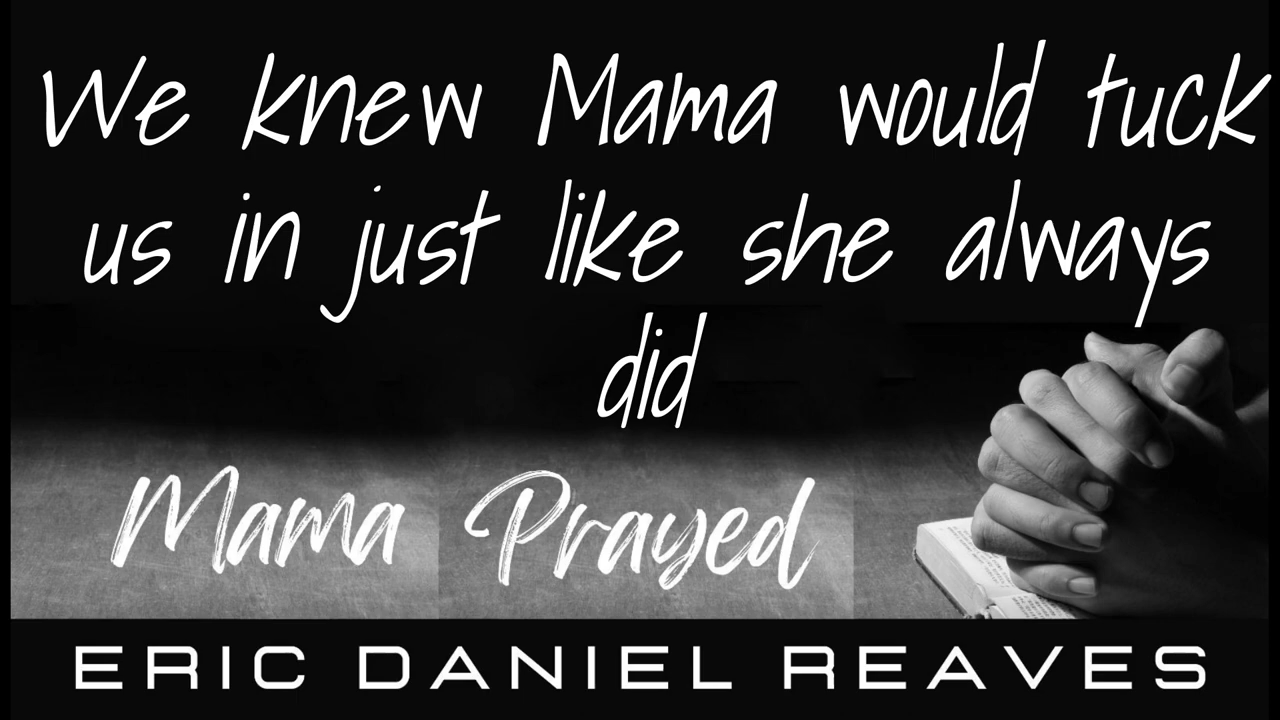 We knew Mama would tuck
us in just like she always
did
Mama Prayed
ERIC DANIEL REAVES